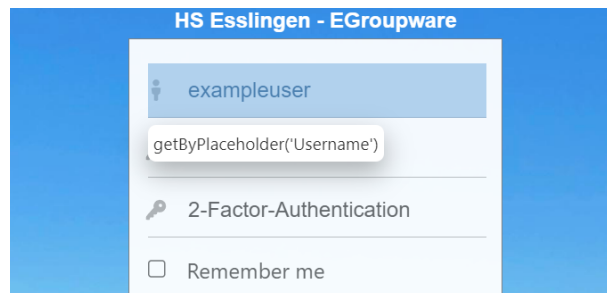 HS Esslingen - EGroupware
exampleuser
getByPlaceholder('Username')
2-Factor-Authentication
Remember me